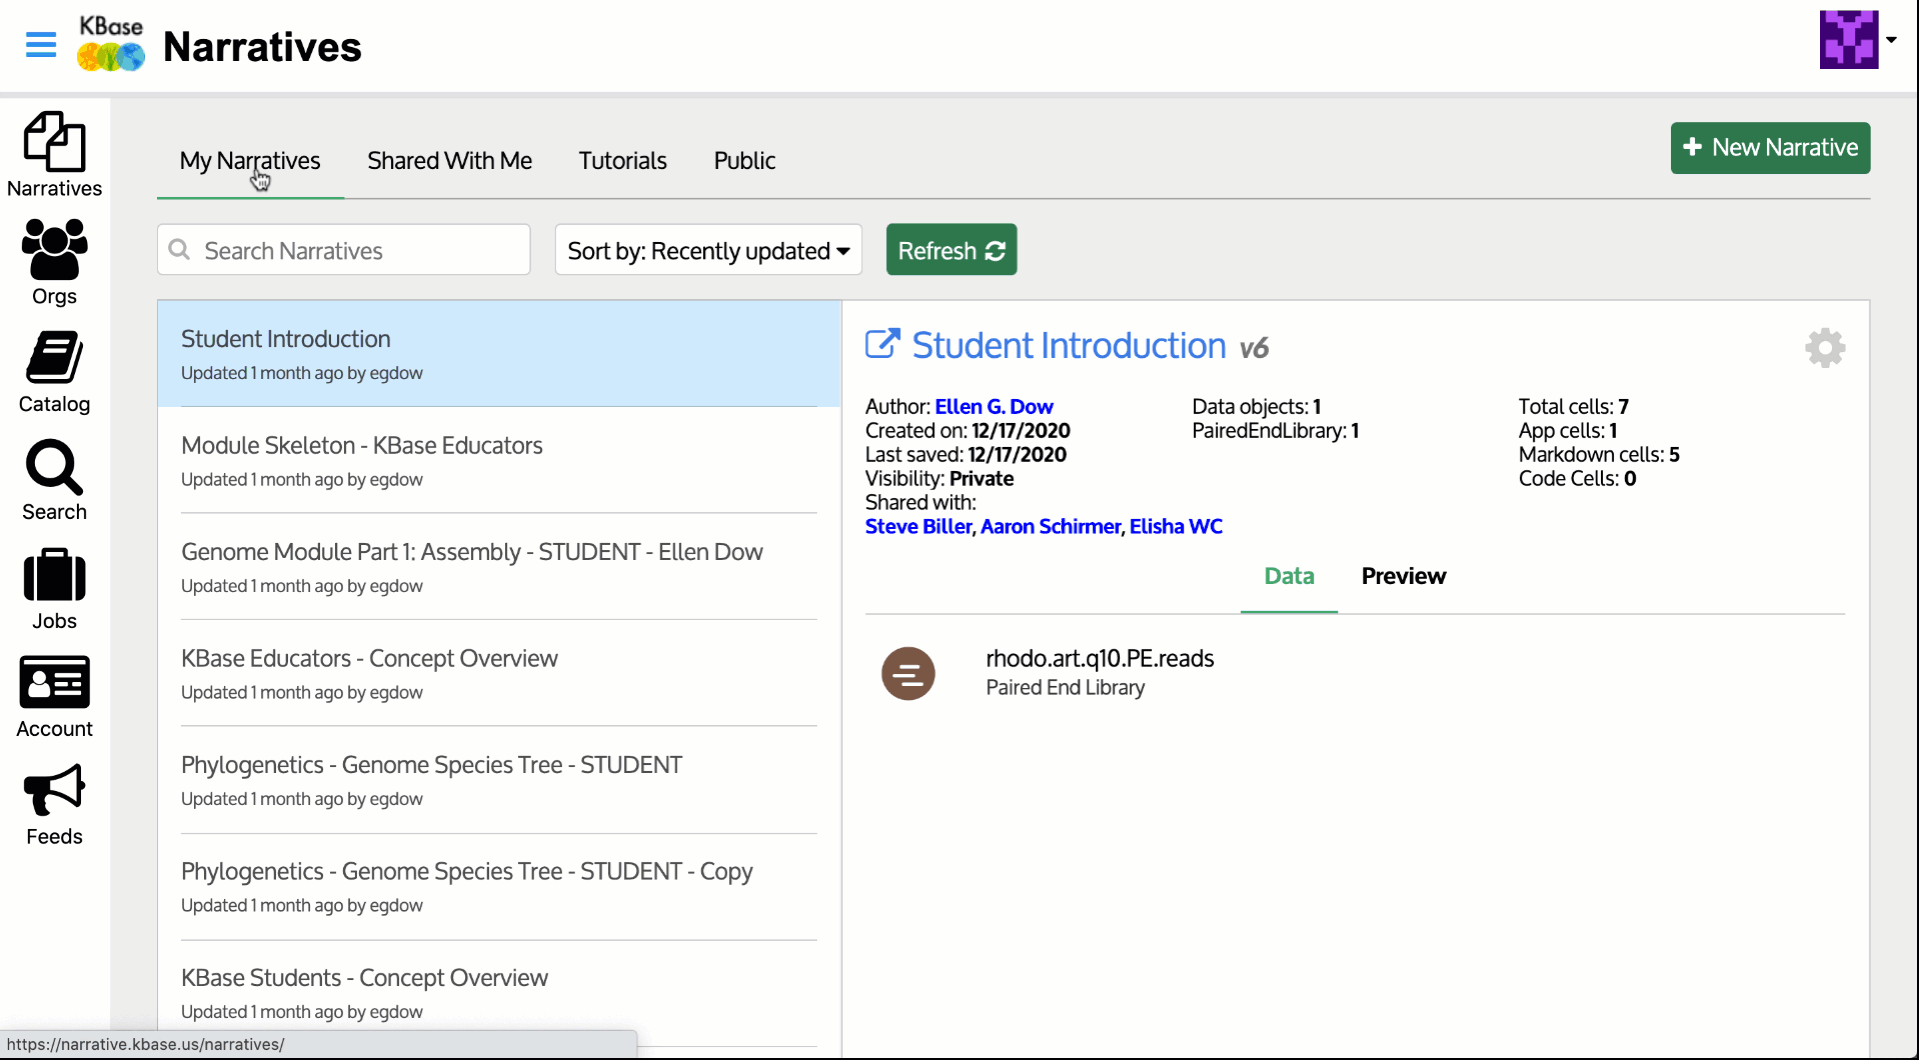 KBase
Narratives
Narratives
Orgs
Catalog
Search
Jobs
Account
Feeds
My Narratives
Shared With Me
Tutorials
Public
+ New Narrative
Search Narratives
Sort by: Recently updated
Refresh
Student Introduction
Updated 1 month ago by egdow
Module Skeleton - KBase Educators
Updated 1 month ago by egdow
Genome Module Part 1: Assembly - STUDENT - Ellen Dow
Updated 1 month ago by egdow
KBase Educators - Concept Overview
Updated 1 month ago by egdow
Phylogenetics - Genome Species Tree - STUDENT
Updated 1 month ago by egdow
Phylogenetics - Genome Species Tree - STUDENT - Copy
Updated 1 month ago by egdow
KBase Students - Concept Overview
Updated 1 month ago by egdow
Student Introduction v6
Author: Ellen G. Dow
Created on: 12/17/2020
Last saved: 12/17/2020
Visibility: Private
Shared with:
Steve Biller, Aaron Schirmer, Elisha WC
Data objects: 1
PairedEndLibrary: 1
Total cells: 7
App cells: 1
Markdown cells: 5
Code Cells: 0
Data
Preview
rhodo.art.q10.PE.reads
Paired End Library
https://narrative.kbase.us/narratives/